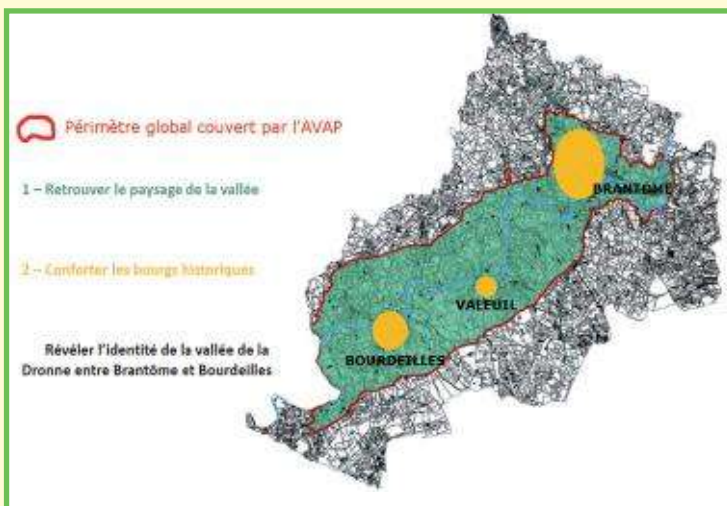 Périmètre global couvert par l'AVAP
1 – Retrouver le paysage de la vallée
2 – Conforter les bourgs historiques
Révéler l'identité de la vallée de la
Dronne entre Brantôme et Bourdeilles
BRANTOME
VALEUIL
BOURDEILLES